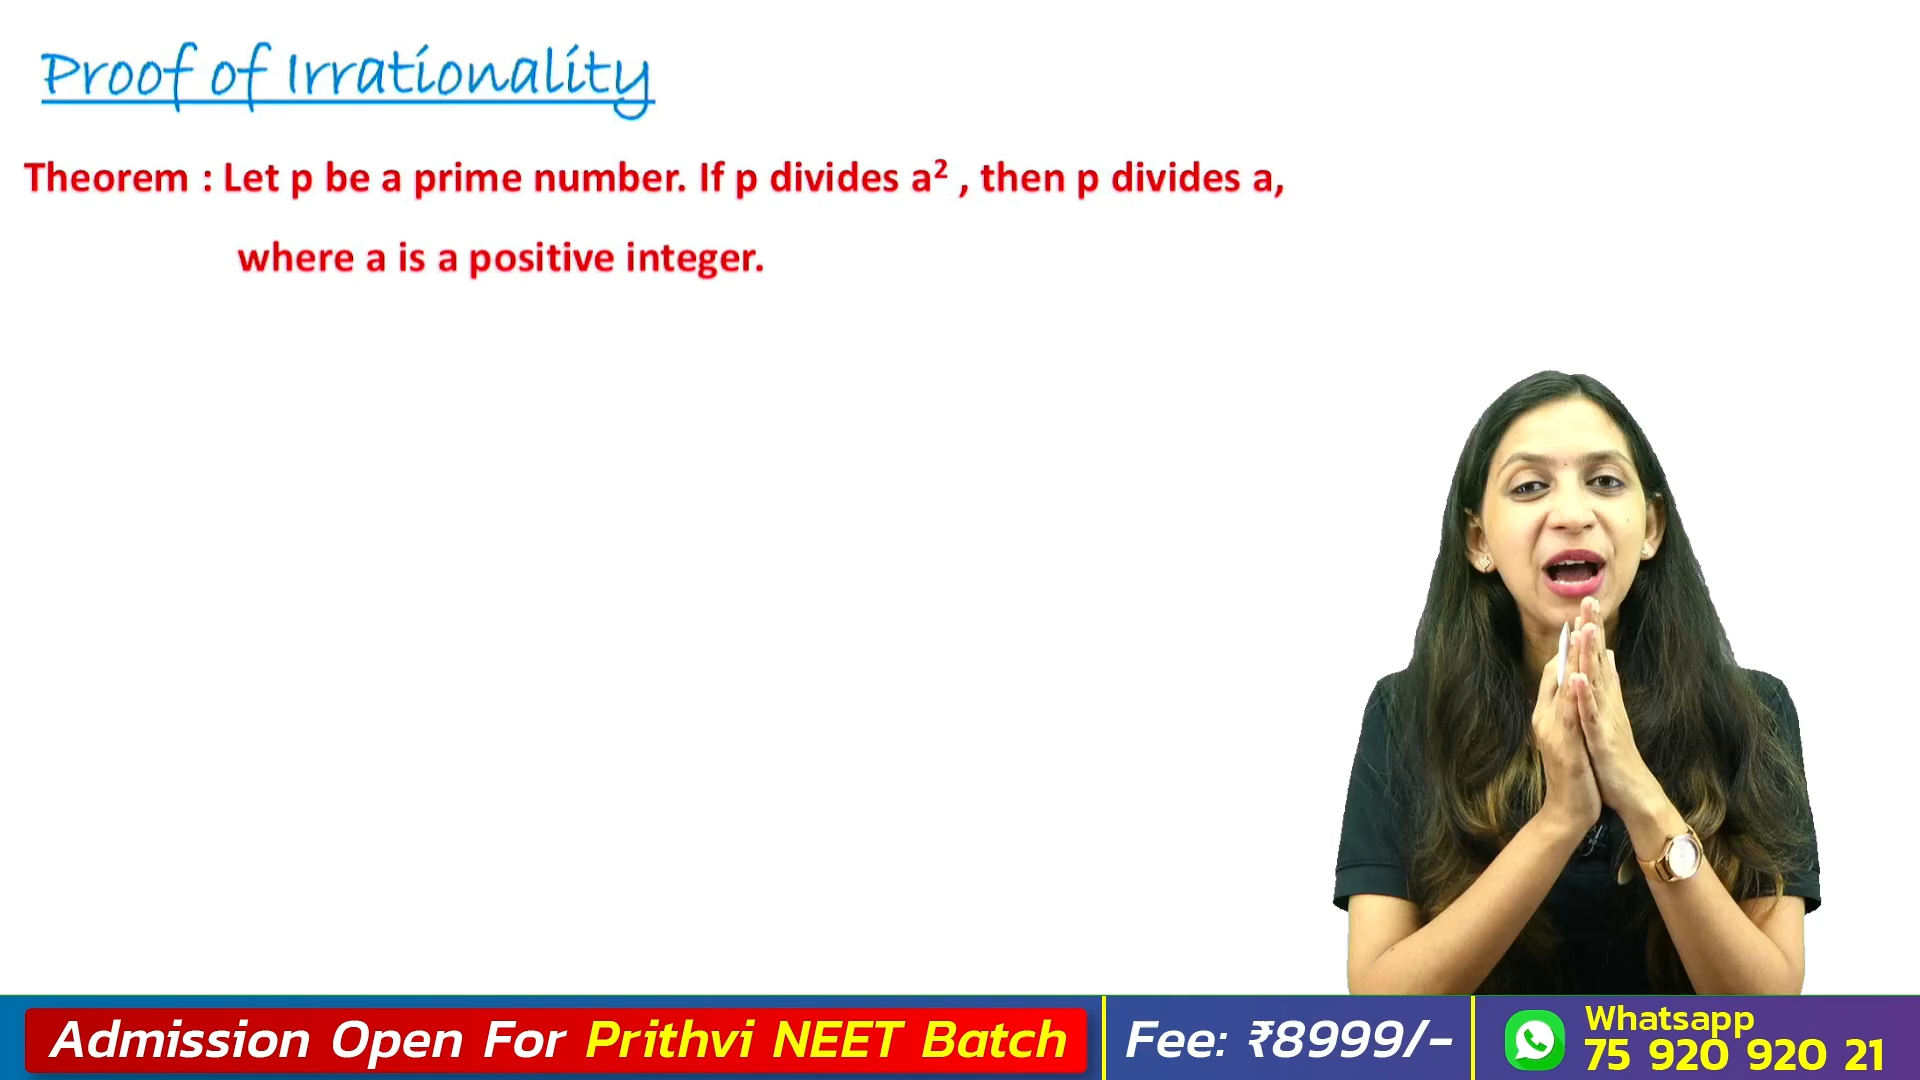 Proof of Irrationality
Theorem : Let p be a prime number. If p divides a² , then p divides a,
where a is a positive integer.
Admission Open For Prithvi NEET Batch
Fee: ₹8999/-
Whatsapp
75 920 920 21